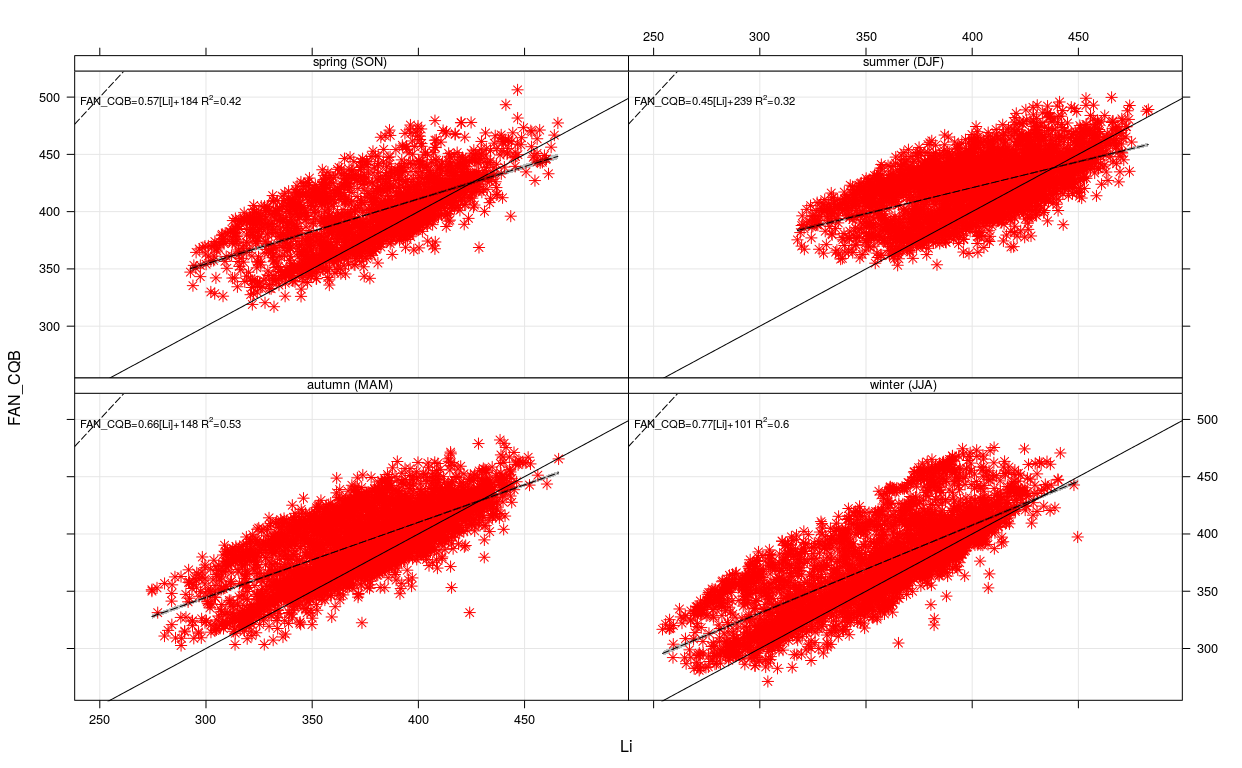 250 300 350 400 450
spring (SON) summer (DJF)
FAN_CQB=0.57[Li]+184 R²=0.42
FAN_CQB=0.45[Li]+239 R²=0.32
500
450
400
350
300
autumn (MAM) winter (JJA)
FAN_CQB=0.66[Li]+148 R²=0.53
FAN_CQB=0.77[Li]+101 R²=0.6
500
450
400
350
300
250 300 350 400 450
FAN_CQB
Li